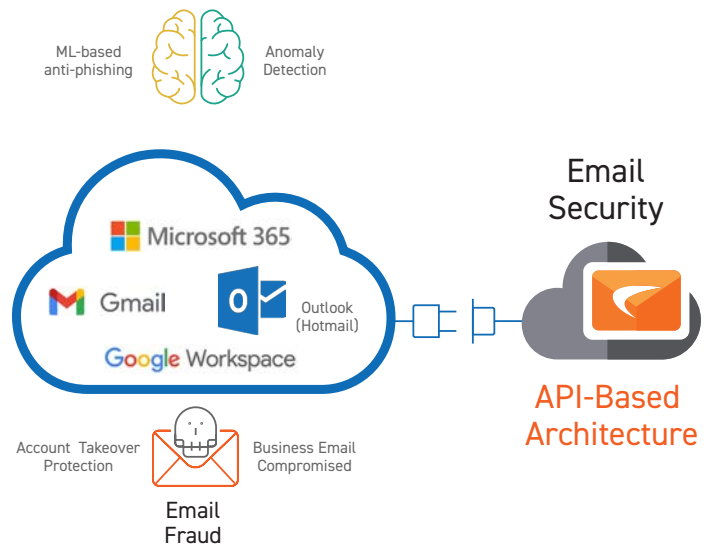 ML-based
anti-phishing
Anomaly
Detection
Microsoft 365
Gmail
O
Outlook
(Hotmail)
Google Workspace
Email
Security
API-Based
Architecture
Account Takeover
Protection
Business Email
Compromised
Email
Fraud